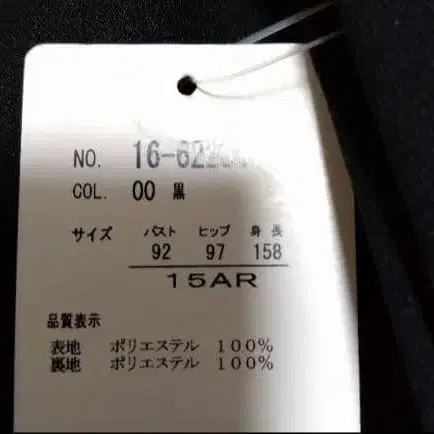 NO. 16-62
COL. 00 黒
サイズ バスト ヒップ 身長
92 97 158
15AR
品質表示
表地 ポリエステル 100%
裏地 ポリエステル 100%